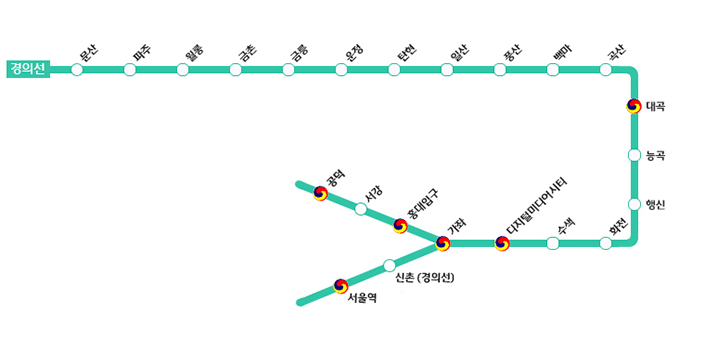 경의선
문산
파주
월롱
금촌
금릉
운정
탄현
일산
풍산
백마
곡산
대곡
능곡
행신
화전
수색
디지털미디어시티
가좌
홍대입구
서강
공덕
신촌 (경의선)
서울역